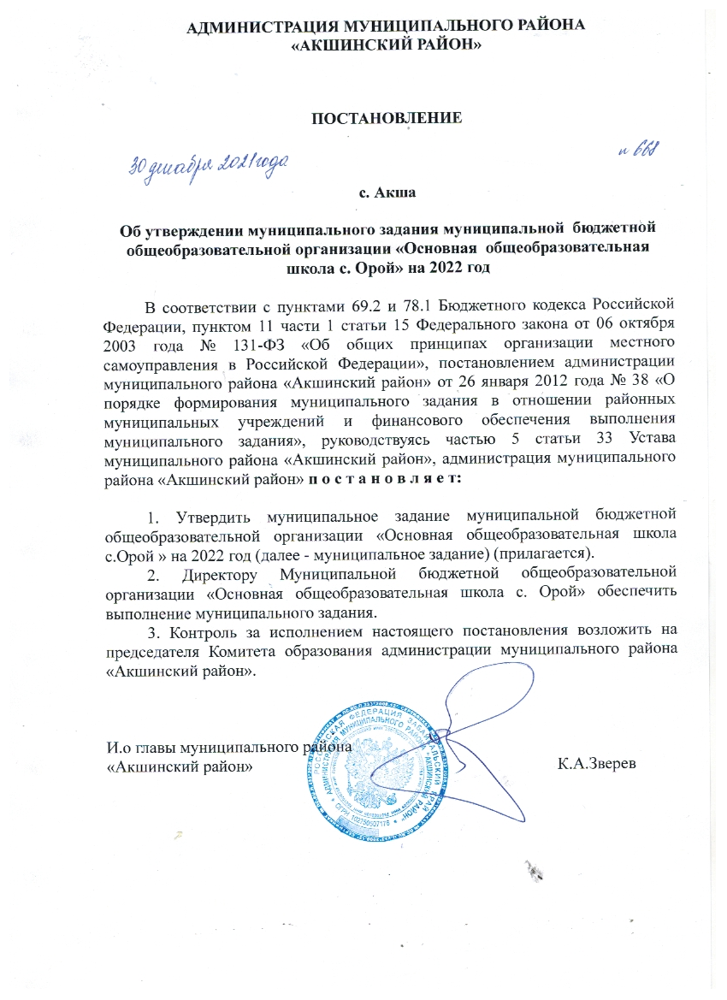 АДМИНИСТРАЦИЯ МУНИЦИПАЛЬНОГО РАЙОНА
«АКШИНСКИЙ РАЙОН»
ПОСТАНОВЛЕНИЕ
30 декабря 2021 года
n 668
с. Акша
Об утверждении муниципального задания муниципальной бюджетной
общеобразовательной организации «Основная общеобразовательная
школа с. Орой» на 2022 год
В соответствии с пунктами 69.2 и 78.1 Бюджетного кодекса Российской
Федерации, пунктом 11 части 1 статьи 15 Федерального закона от 06 октября
2003 года № 131-ФЗ «Об общих принципах организации местного
самоуправления в Российской Федерации», постановлением администрации
муниципального района «Акшинский район» от 26 января 2012 года № 38 «О
порядке формирования муниципального задания в отношении районных
муниципальных учреждений и финансового обеспечения выполнения
муниципального задания», руководствуясь частью 5 статьи 33 Устава
муниципального района «Акшинский район», администрация муниципального
района «Акшинский район» п о с т а н о в л я е т:
1. Утвердить муниципальное задание муниципальной бюджетной
общеобразовательной организации «Основная общеобразовательная школа
с.Орой » на 2022 год (далее - муниципальное задание) (прилагается).
2. Директору Муниципальной бюджетной общеобразовательной
организации «Основная общеобразовательная школа с. Орой» обеспечить
выполнение муниципального задания.
3. Контроль за исполнением настоящего постановления возложить на
председателя Комитета образования администрации муниципального района
«Акшинский район».
И.о главы муниципального района
«Акшинский район»
К.А.Зверев
РОССИЙСКАЯ ФЕДЕРАЦИЯ ЗАБАЙКАЛЬСКИЙ КРАЙ
АДМИНИСТРАЦИЯ МУНИЦИПАЛЬНОГО РАЙОНА "АКШИНСКИЙ РАЙОН"